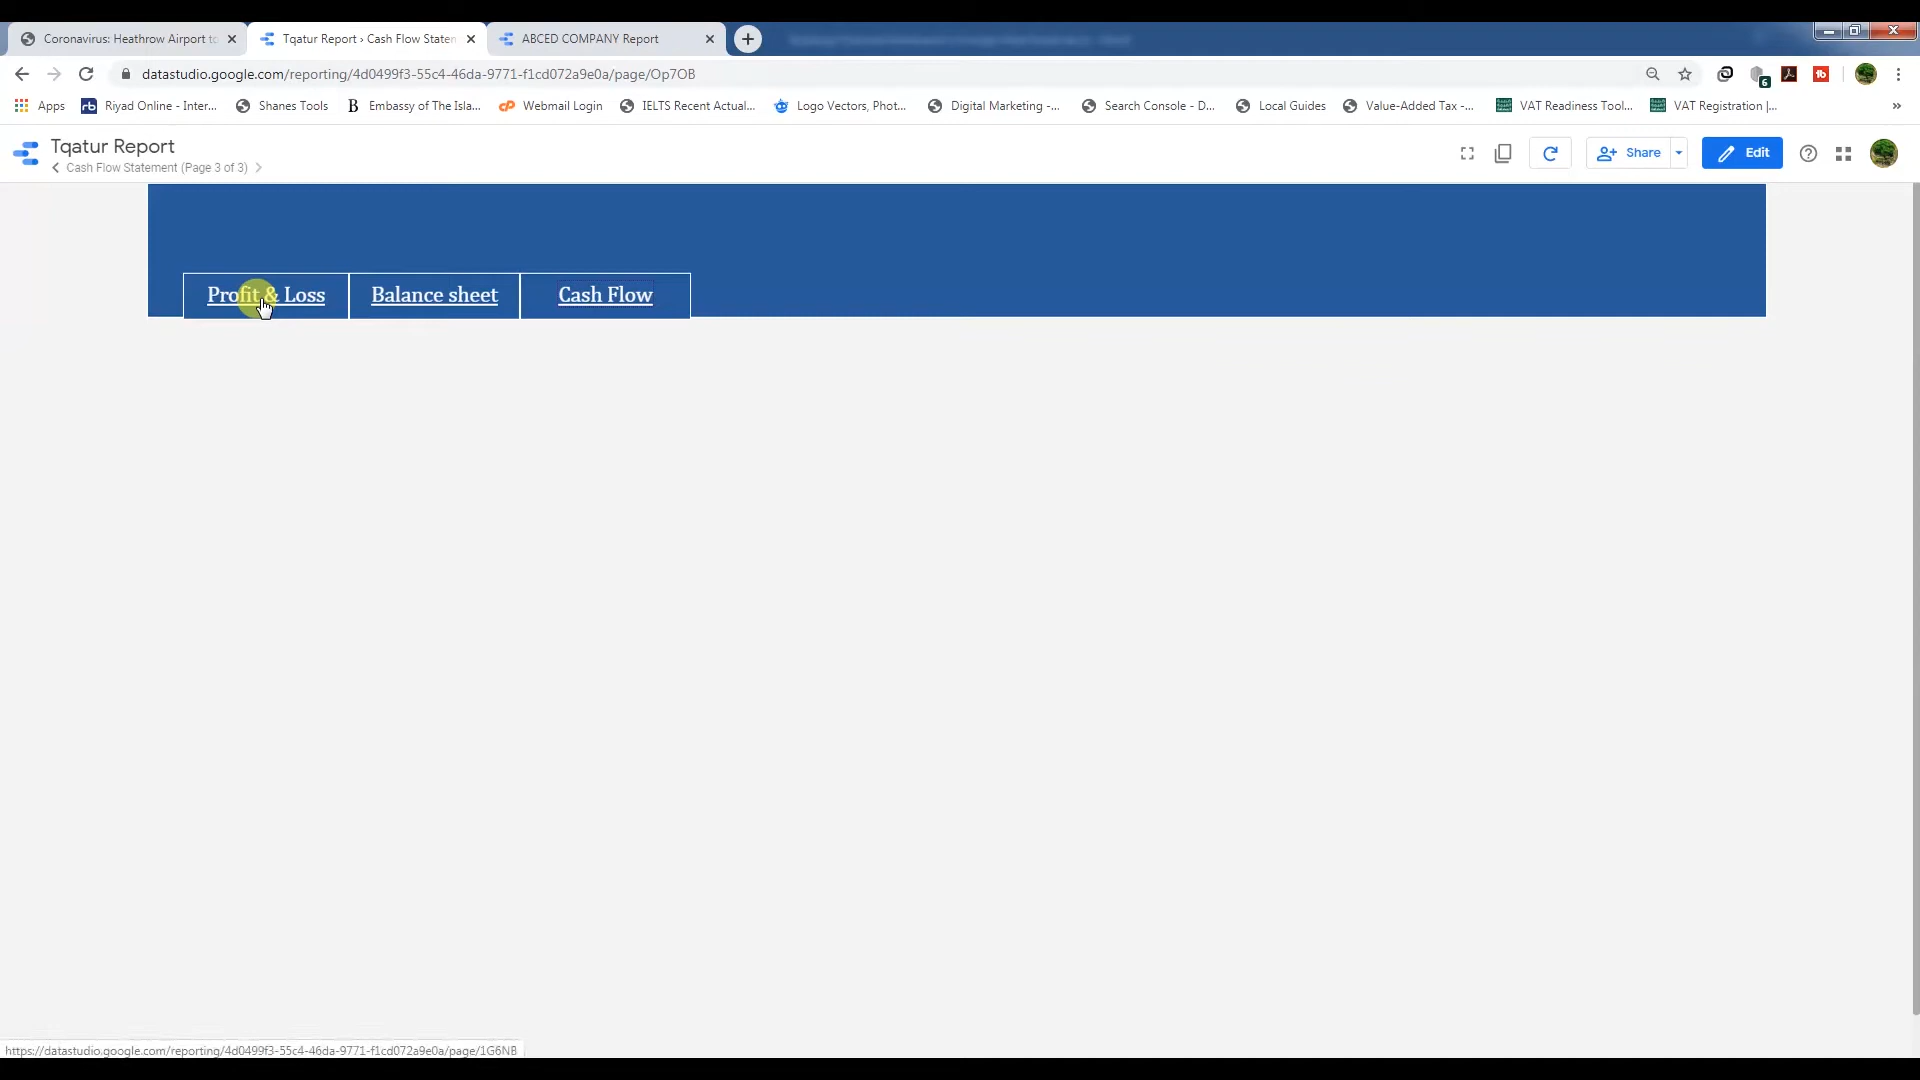 Coronavirus: Heathrow Airport to
Tqatur Report › Cash Flow Statem
ABCED COMPANY Report
datastudio.google.com/reporting/4d0499f3-55c4-46da-9771-f1cd072a9e0a/page/Op7OB
6
Apps
rb Riyad Online - Inter...
Shanes Tools
B Embassy of The Isla...
cP Webmail Login
IELTS Recent Actual...
Logo Vectors, Phot...
Digital Marketing -...
Search Console - D...
Local Guides
Value-Added Tax -...
VAT Readiness Tool...
VAT Registration |...
»
Tqatur Report
Cash Flow Statement (Page 3 of 3)
Share
Edit
Profit & Loss
Balance sheet
Cash Flow
https://datastudio.google.com/reporting/4d0499f3-55c4-46da-9771-f1cd072a9e0a/page/1G6NB